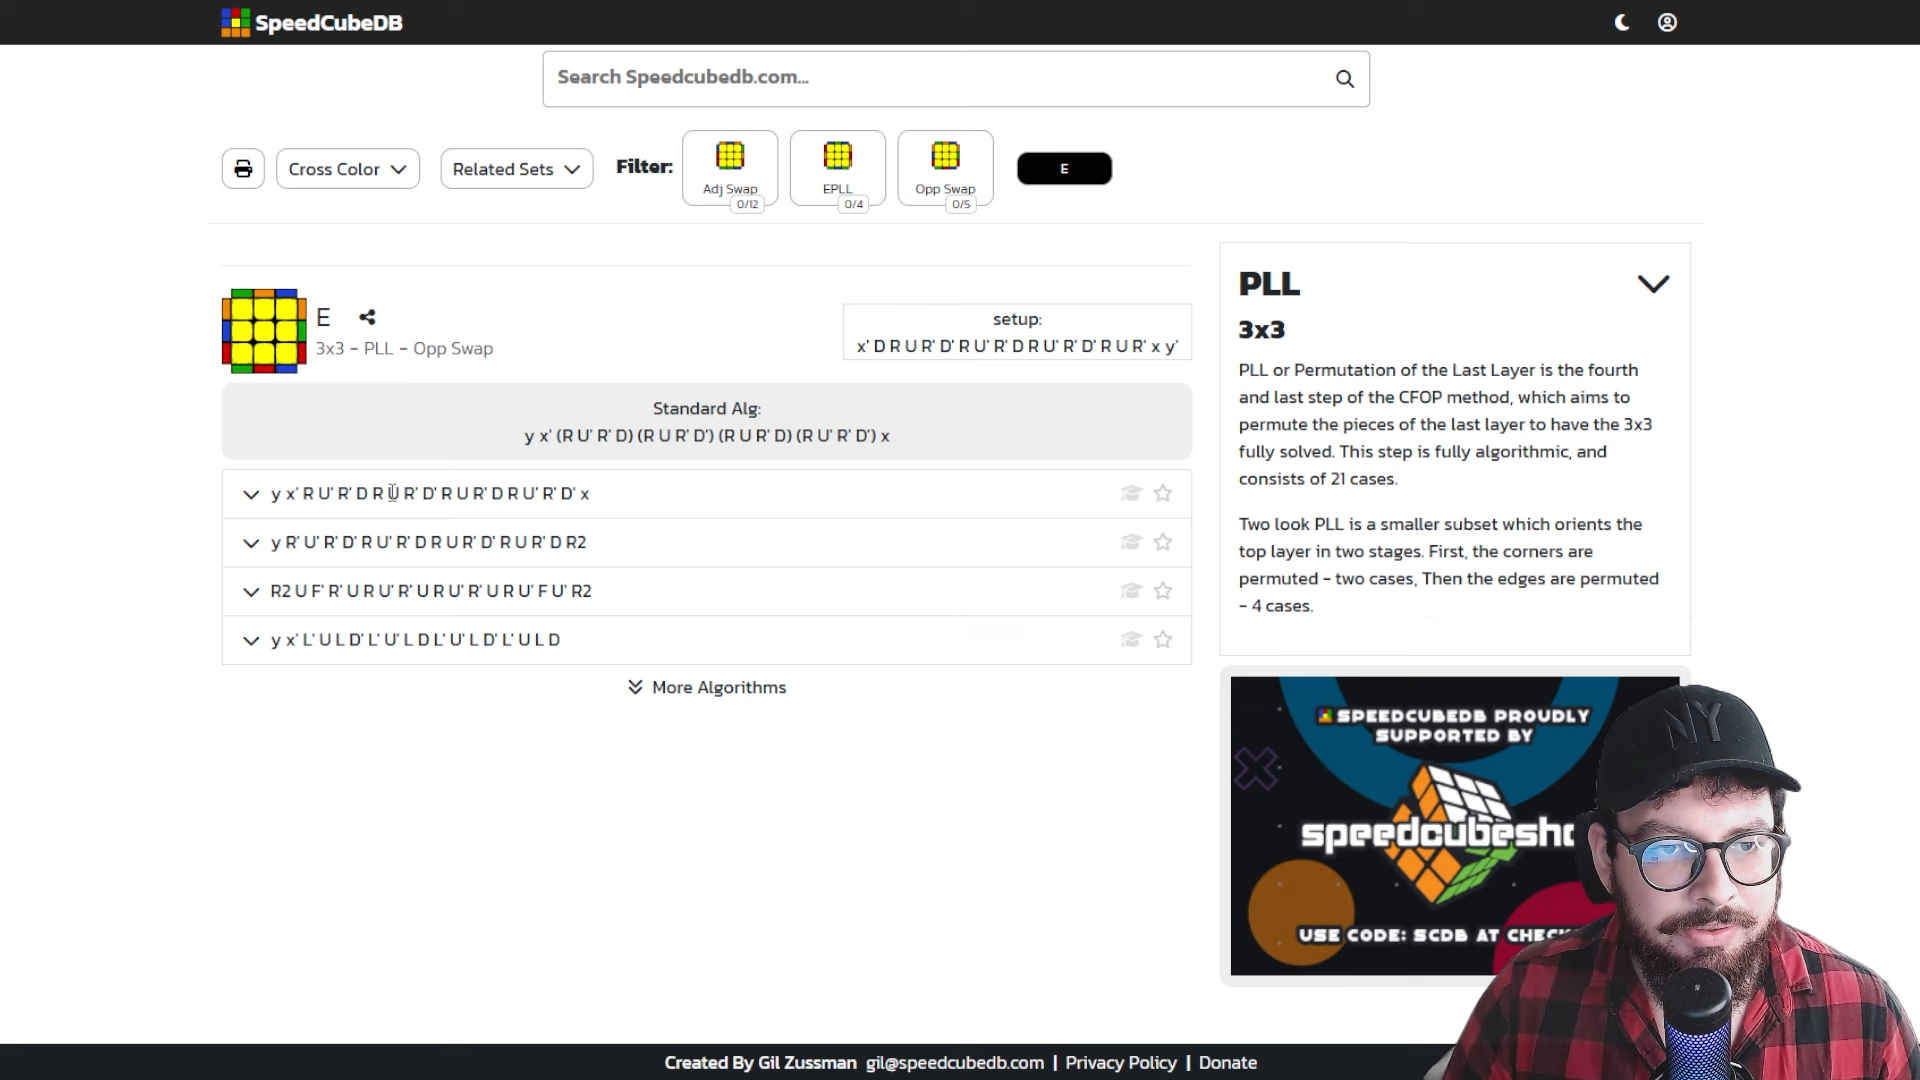 SpeedCubeDB
Search Speedcubedb.com...
Cross Color
Related Sets
Filter:
Adj Swap
0/12
EPLL
0/4
Opp Swap
0/5
E
E
3x3 - PLL - Opp Swap
setup:
x' D R U R' D' R U' R' D R U' R' D' R U R' x y'
Standard Alg:
y x' (R U' R' D) (R U R' D') (R U R' D) (R U' R' D') x
y x' R U' R' D R U R' D' R U R' D R U' R' D' x
y R' U' R' D' R U' R' D R U R' D' R U R' D R2
R2 U F' R' U R U' R' U R U' R' U R U' F U' R2
y x' L' U L D' L' U' L D L' U' L D' L' U L D
More Algorithms
PLL
3x3
PLL or Permutation of the Last Layer is the fourth
and last step of the CFOP method, which aims to
permute the pieces of the last layer to have the 3x3
fully solved. This step is fully algorithmic, and
consists of 21 cases.
Two look PLL is a smaller subset which orients the
top layer in two stages. First, the corners are
permuted - two cases, Then the edges are permuted
- 4 cases.
SPEEDCUBEDB PROUDLY
SUPPORTED BY
speedcubesho
USE CODE: SCDB AT CHECK
NY
Created By Gil Zussman gil@speedcubedb.com | Privacy Policy | Donate